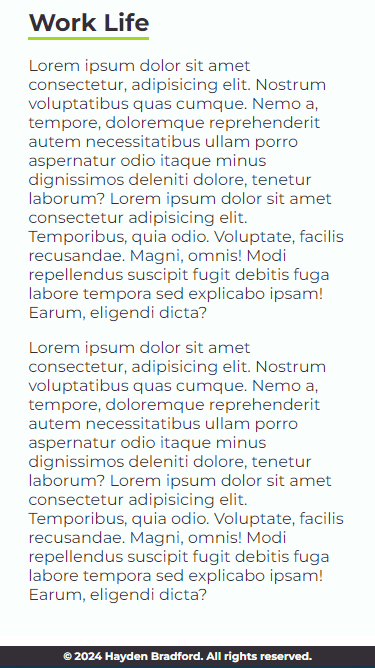 Work Life
Lorem ipsum dolor sit amet
consectetur, adipisicing elit. Nostrum
voluptatibus quas cumque. Nemo a,
tempore, doloremque reprehenderit
autem necessitatibus ullam porro
aspernatur odio itaque minus
dignissimos deleniti dolore, tenetur
laborum? Lorem ipsum dolor sit amet
consectetur adipisicing elit.
Temporibus, quia odio. Voluptate, facilis
recusandae. Magni, omnis! Modi
repellendus suscipit fugit debitis fuga
labore tempora sed explicabo ipsam!
Earum, eligendi dicta?
Lorem ipsum dolor sit amet
consectetur, adipisicing elit. Nostrum
voluptatibus quas cumque. Nemo a,
tempore, doloremque reprehenderit
autem necessitatibus ullam porro
aspernatur odio itaque minus
dignissimos deleniti dolore, tenetur
laborum? Lorem ipsum dolor sit amet
consectetur adipisicing elit.
Temporibus, quia odio. Voluptate, facilis
recusandae. Magni, omnis! Modi
repellendus suscipit fugit debitis fuga
labore tempora sed explicabo ipsam!
Earum, eligendi dicta?
© 2024 Hayden Bradford. All rights reserved.